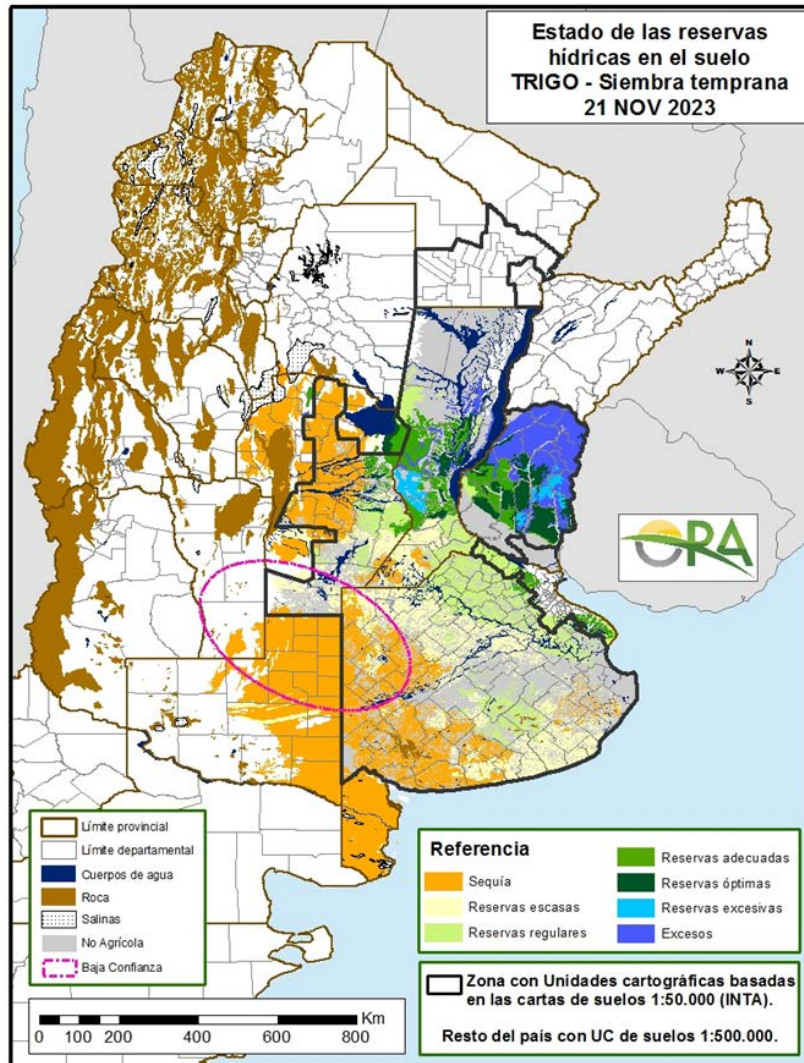 Estado de las reservas
hídricas en el suelo
TRIGO - Siembra temprana
21 NOV 2023
N
W
E
S
ORA
Límite provincial
Límite departamental
Cuerpos de agua
Roca
Salinas
No Agrícola
Baja Confianza
Referencia
Sequía
Reservas escasas
Reservas regulares
Reservas adecuadas
Reservas óptimas
Reservas excesivas
Excesos
Zona con Unidades cartográficas basadas
en las cartas de suelos 1:50.000 (INTA).
Resto del país con UC de suelos 1:500.000.
Km
0 50 100 200 400 600 800